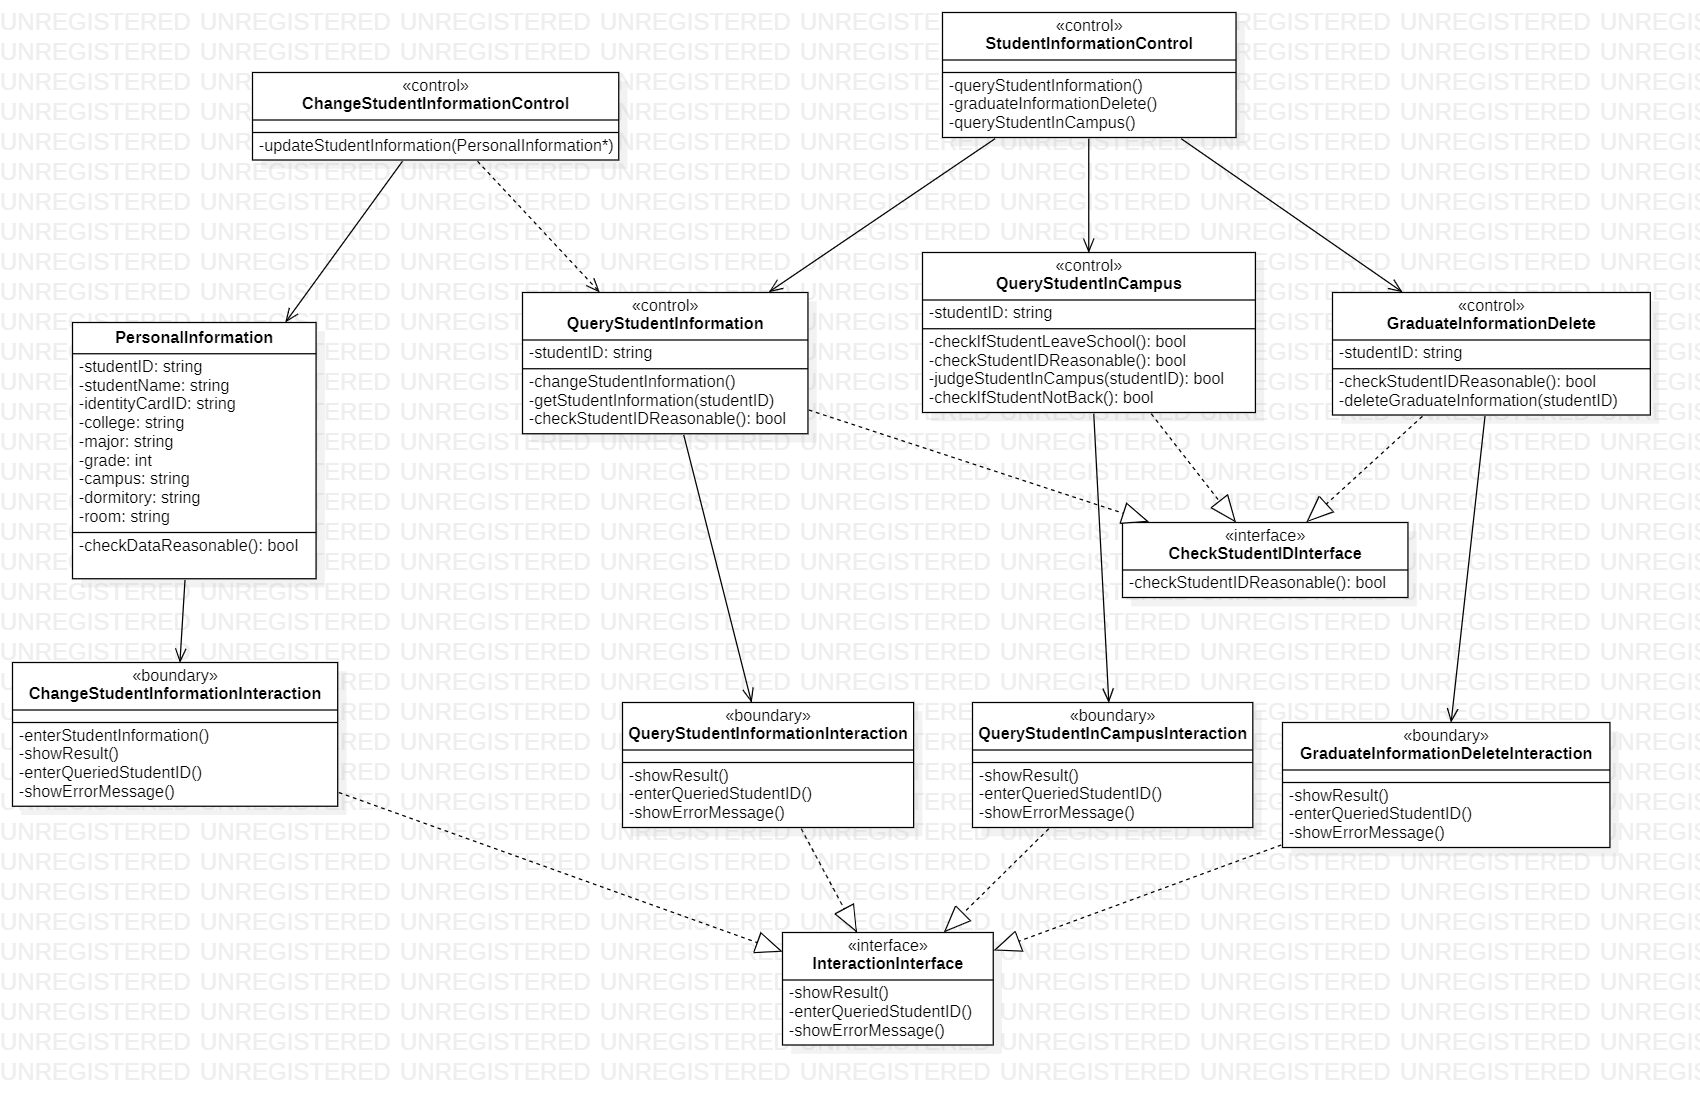 «control»
StudentInformationControl
-queryStudentInformation()
-graduateInformationDelete()
-queryStudentInCampus()
«control»
ChangeStudentInformationControl
-updateStudentInformation(PersonalInformation*)
«control»
QueryStudentInCampus
-studentID: string
-checkIfStudentLeaveSchool(): bool
-checkStudentIDReasonable(): bool
-judgeStudentInCampus(studentID): bool
-checkIfStudentNotBack(): bool
«control»
QueryStudentInformation
-studentID: string
-changeStudentInformation()
-getStudentInformation(studentID)
-checkStudentIDReasonable(): bool
«control»
GraduateInformationDelete
-studentID: string
-checkStudentIDReasonable(): bool
-deleteGraduateInformation(studentID)
PersonalInformation
-studentID: string
-studentName: string
-identityCardID: string
-college: string
-major: string
-grade: int
-campus: string
-dormitory: string
-room: string
-checkDataReasonable(): bool
«interface»
CheckStudentIDInterface
-checkStudentIDReasonable(): bool
«boundary»
ChangeStudentInformationInteraction
-enterStudentInformation()
-showResult()
-enterQueriedStudentID()
-showErrorMessage()
«boundary»
QueryStudentInformationInteraction
-showResult()
-enterQueriedStudentID()
-showErrorMessage()
«boundary»
QueryStudentInCampusInteraction
-showResult()
-enterQueriedStudentID()
-showErrorMessage()
«boundary»
GraduateInformationDeleteInteraction
-showResult()
-enterQueriedStudentID()
-showErrorMessage()
«interface»
InteractionInterface
-showResult()
-enterQueriedStudentID()
-showErrorMessage()
UNREGISTERED